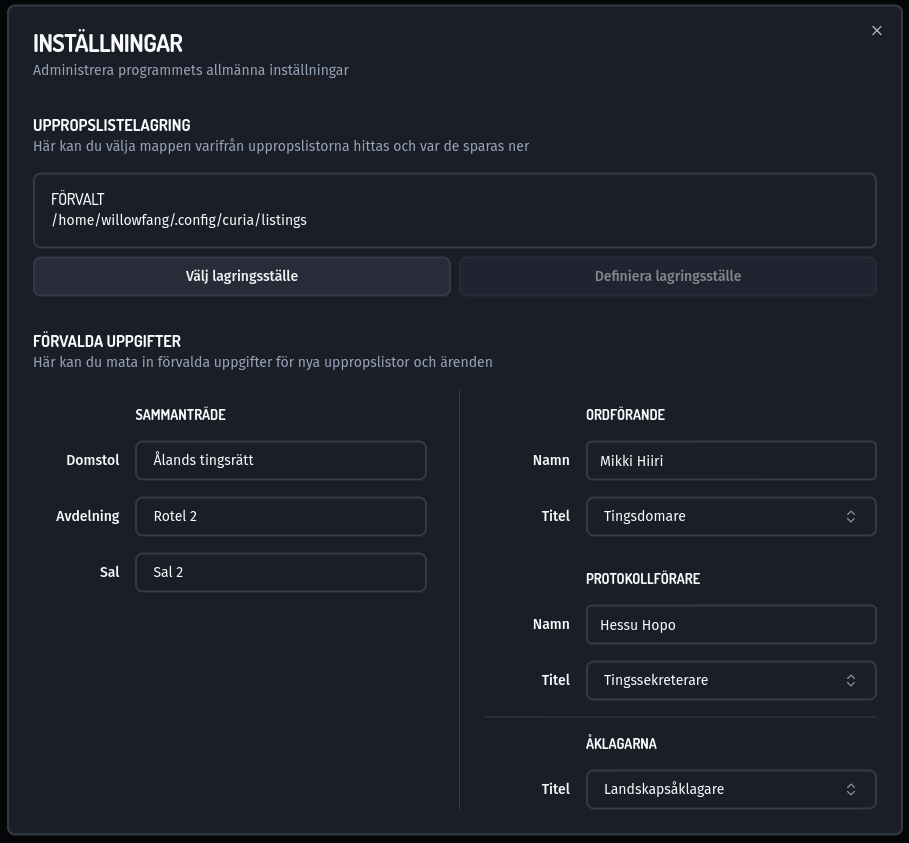 INSTÄLLNINGAR
Administrera programmets allmänna inställningar
UPPROPSLISTELAGRING
Här kan du välja mappen varifrån uppropslistorna hittas och var de sparas ner
FÖRVALT
/home/willowfang/.config/curia/listings
Välj lagringsställe
Definiera lagringsställe
FÖRVALDA UPPGIFTER
Här kan du mata in förvalda uppgifter för nya uppropslistor och ärenden
SAMMANTRÄDE
Domstol Ålands tingsrätt
Avdelning Rotel 2
Sal Sal 2
ORDFÖRANDE
Namn Mikki Hiiri
Titel Tingsdomare
PROTOKOLLFÖRARE
Namn Hessu Hopo
Titel Tingssekreterare
ÅKLAGARNA
Titel Landskapsåklagare